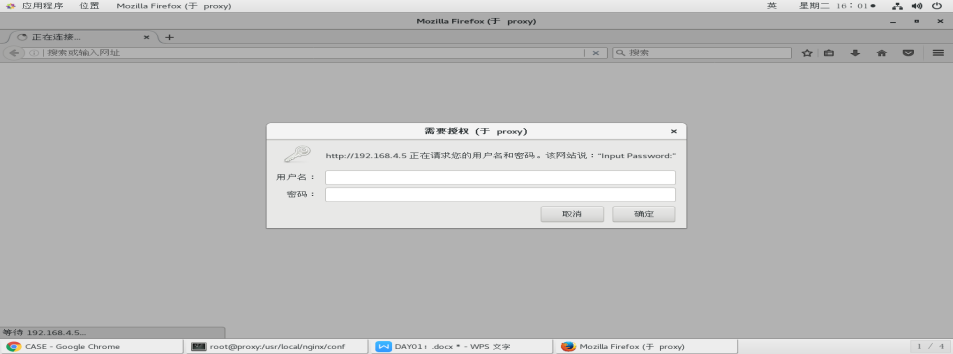 应用程序 位置 Mozilla Firefox (于 proxy) 英 星期二 16：01
Mozilla Firefox (于 proxy)
正在连接...
搜索或输入网址 搜索
需要授权 (于 proxy)
http://192.168.4.5 正在请求您的用户名和密码。该网站说："Input Password:"
用户名：
密码：
取消 确定
等待 192.168.4.5...
CASE - Google Chrome root@proxy:/usr/local/nginx/conf DAY01：.docx * - WPS 文字 Mozilla Firefox (于 proxy) 1 / 4